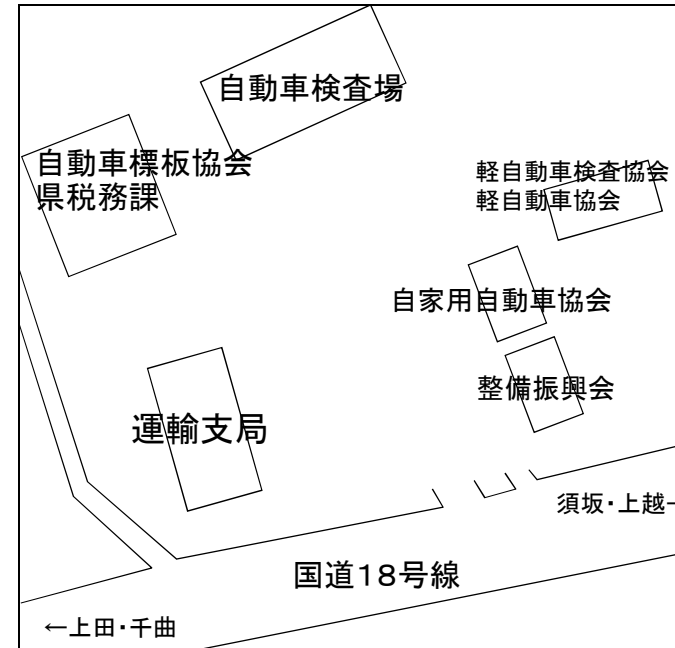 自動車検査場
自動車標板協会
県税務課
軽自動車検査協会
軽自動車協会
自家用自動車協会
整備振興会
運輸支局
須坂・上越
国道18号線
←上田・千曲